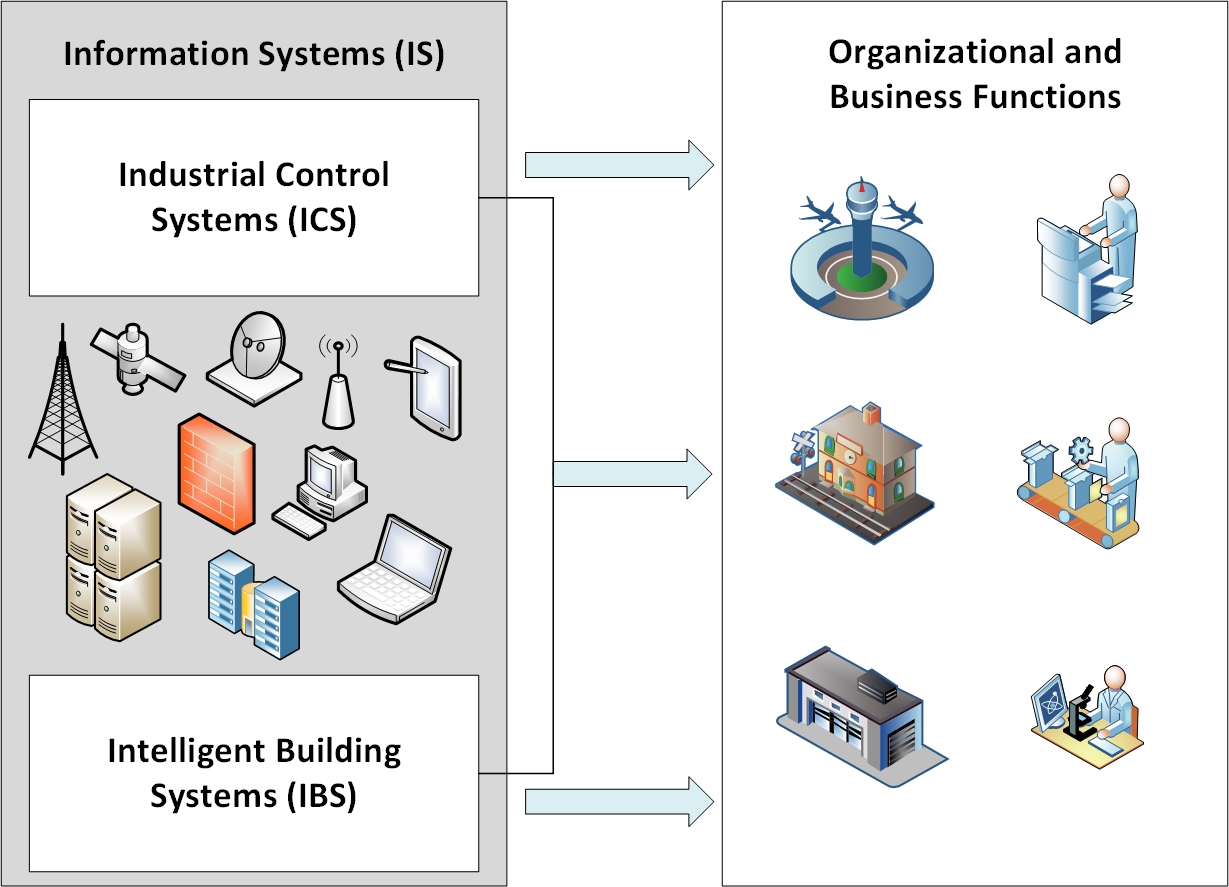 Information Systems (IS)
Industrial Control
Systems (ICS)
Intelligent Building
Systems (IBS)
Organizational and
Business Functions